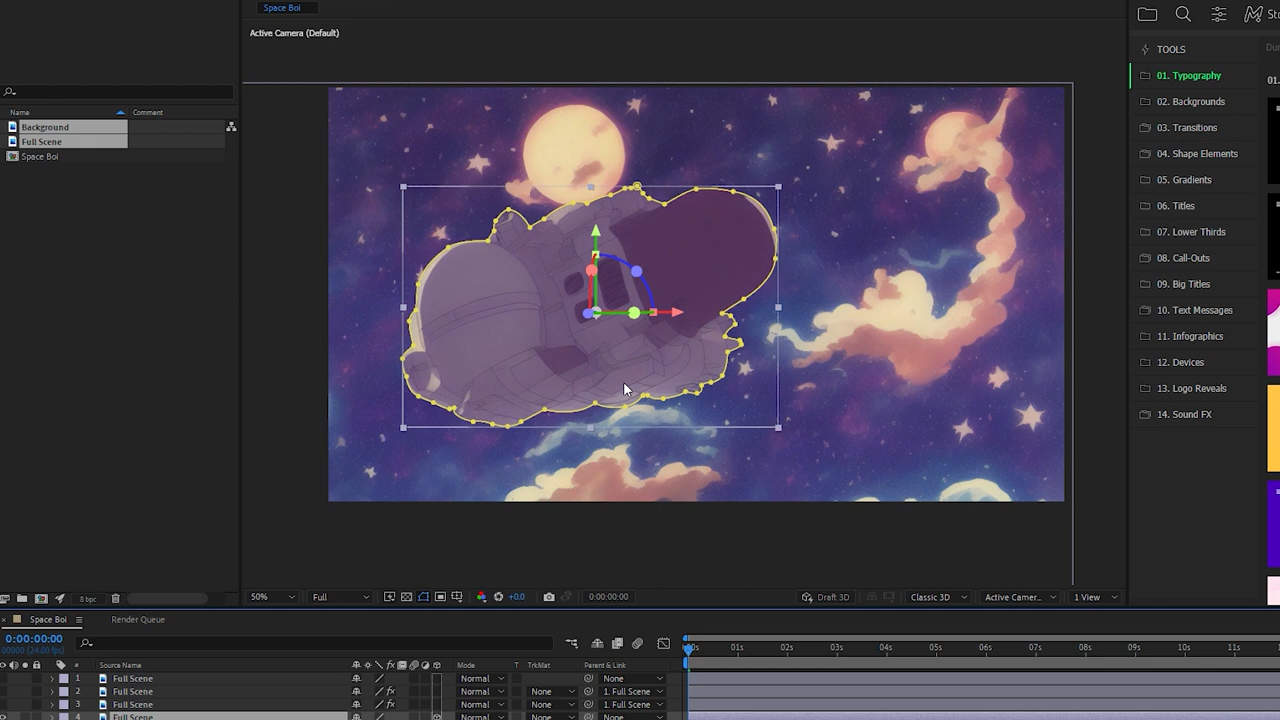 Space Boi
Active Camera (Default)
TOOLS
01. Typography
Name
Comment
02. Backgrounds
Background
03. Transitions
Full Scene
Space Boi
04. Shape Elements
05. Gradients
06. Titles
07. Lower Thirds
08. Call-Outs
09. Big Titles
10. Text Messages
11. Infographics
12. Devices
13. Logo Reveals
14. Sound FX
8 bpc
50%
Full
+0.0
0:00:00:00
Draft 3D
Classic 3D
Active Camer...
1 View
Space Boi
Render Queue
0:00:00:00
00000 (24.00 fps)
01s 02s 03s 04s 05s 06s 07s 08s 09s 10s 11s
# Source Name
fx
Mode
T
TrkMat
Parent & Link
1 Full Scene
Normal
None
2 Full Scene
fx
Normal
None
1. Full Scene
3 Full Scene
fx
Normal
None
1. Full Scene
4 Full Scene
Normal
None
None